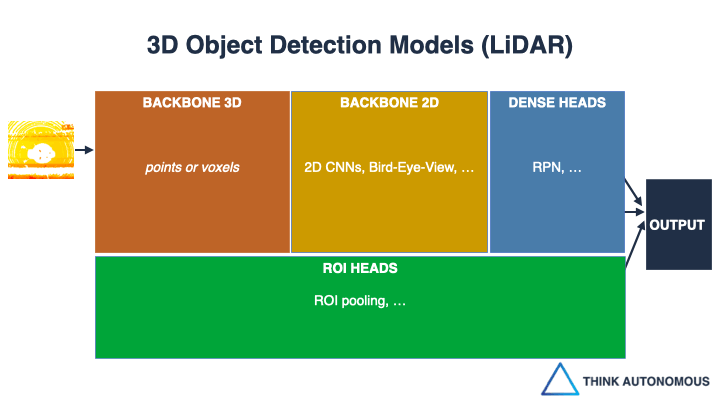 3D Object Detection Models (LiDAR)
BACKBONE 3D
points or voxels
BACKBONE 2D
2D CNNs, Bird-Eye-View, …
DENSE HEADS
RPN, …
OUTPUT
ROI HEADS
ROI pooling, …
THINK AUTONOMOUS